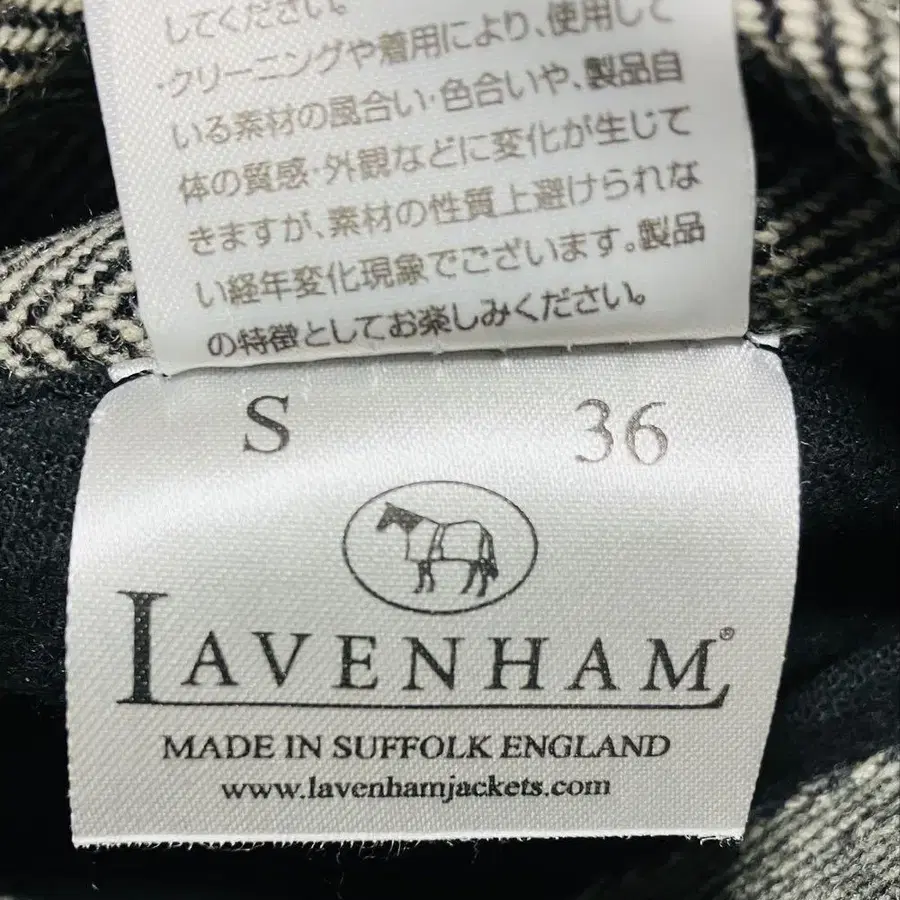 してください。
・クリーニングや着用により、使用して
いる素材の風合い・色合いや、製品自
体の質感・外観などに変化が生じて
きますが、素材の性質上避けられな
い経年変化現象でございます。製品
の特徴としてお楽しみください。
S 36
LAVENHAM®
MADE IN SUFFOLK ENGLAND
www.lavenhamjackets.com